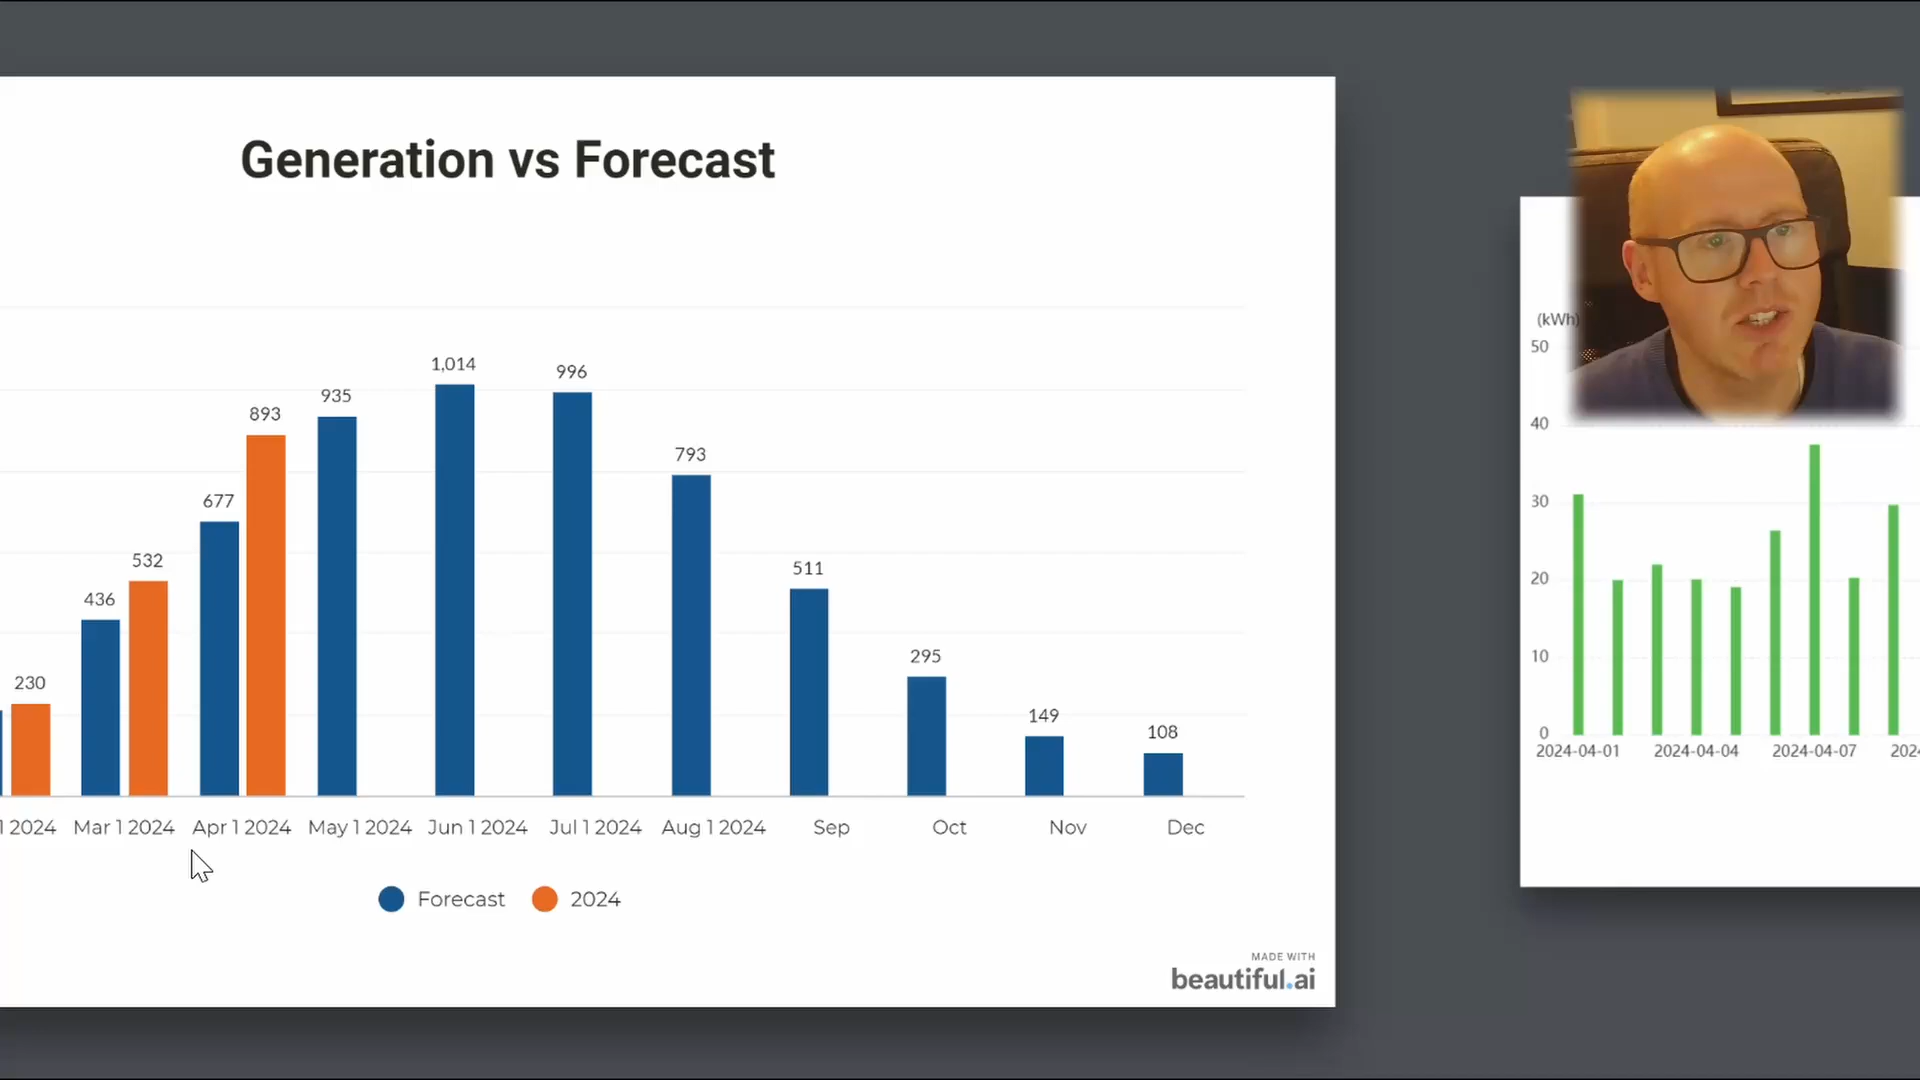 Generation vs Forecast
1,014
996
935
893
793
677
532
511
436
295
230
149
108
1 2024 Mar 1 2024 Apr 1 2024 May 1 2024 Jun 1 2024 Jul 1 2024 Aug 1 2024 Sep Oct Nov Dec
Forecast 2024
MADE WITH
beautiful.ai
(kWh)
50
40
30
20
10
0
2024-04-01 2024-04-04 2024-04-07 202